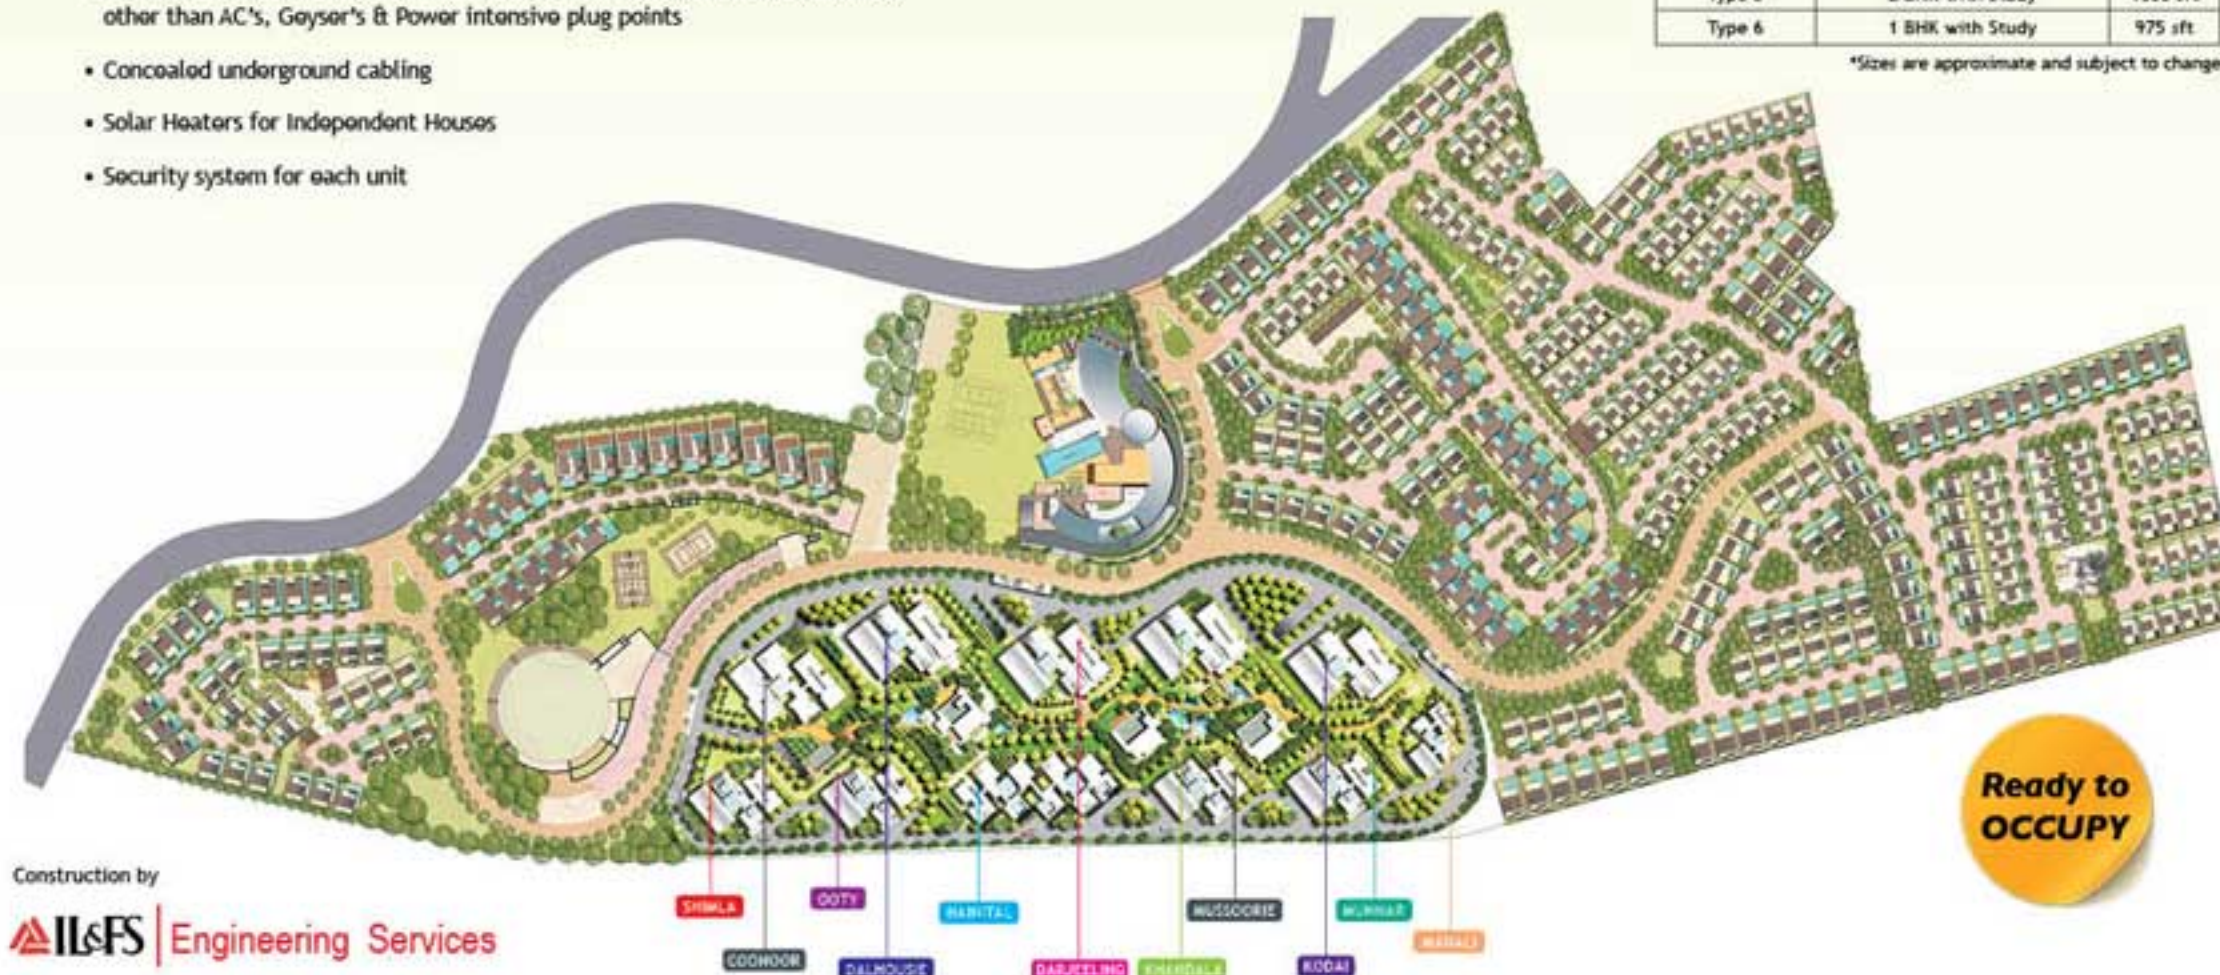 other than AC's, Geyser's & Power intensive plug points
• Concealed underground cabling
• Solar Heaters for Independent Houses
• Security system for each unit
Type 6 1 BHK with Study 975 sft
*Sizes are approximate and subject to change
Ready to
OCCUPY
Construction by
IL&FS Engineering Services
SHIMLA
OOTY
NAINITAL
MUSSOORIE
MUNNAR
MANALI
COONOOR
DALHOUSIE
DARJEELING
KHANDALA
KODAI